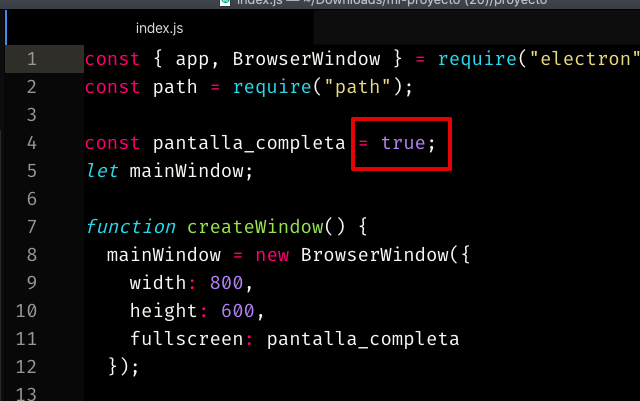 index.js — ~/Downloads/mi-proyecto (20)/proyecto
index.js
1 const { app, BrowserWindow } = require("electron"
2 const path = require("path");
3
4 const pantalla_completa = true;
5 let mainWindow;
6
7 function createWindow() {
8 mainWindow = new BrowserWindow({
9 width: 800,
10 height: 600,
11 fullscreen: pantalla_completa
12 });
13